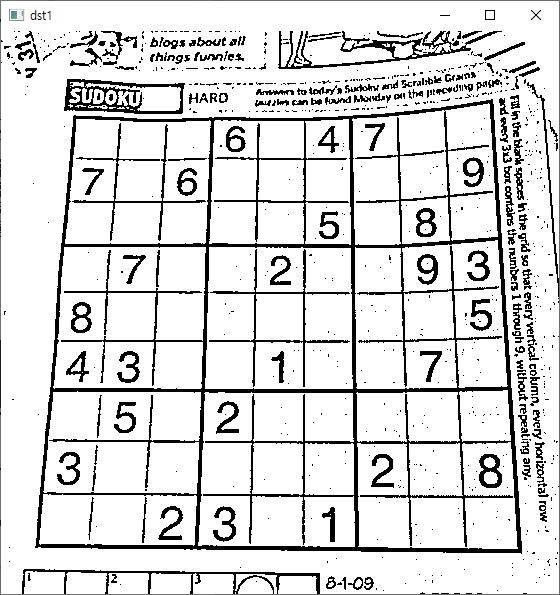 dst1
31
blogs about all
things funnies.
SUDOKU
HARD
Answers to today's Sudoku and Scrabble Grams
puzzles can be found Monday on the preceding page.
6 4 7
7 6 9
5 8
7 2 9 3
8 5
4 3 1 7
5 2
3 2 8
2 3 1
Fill in the blank spaces in the grid so that every vertical column, every horizontal row
and every 3x3 box contains the numbers 1 through 9, without repeating any.
1 2 3
8-1-09